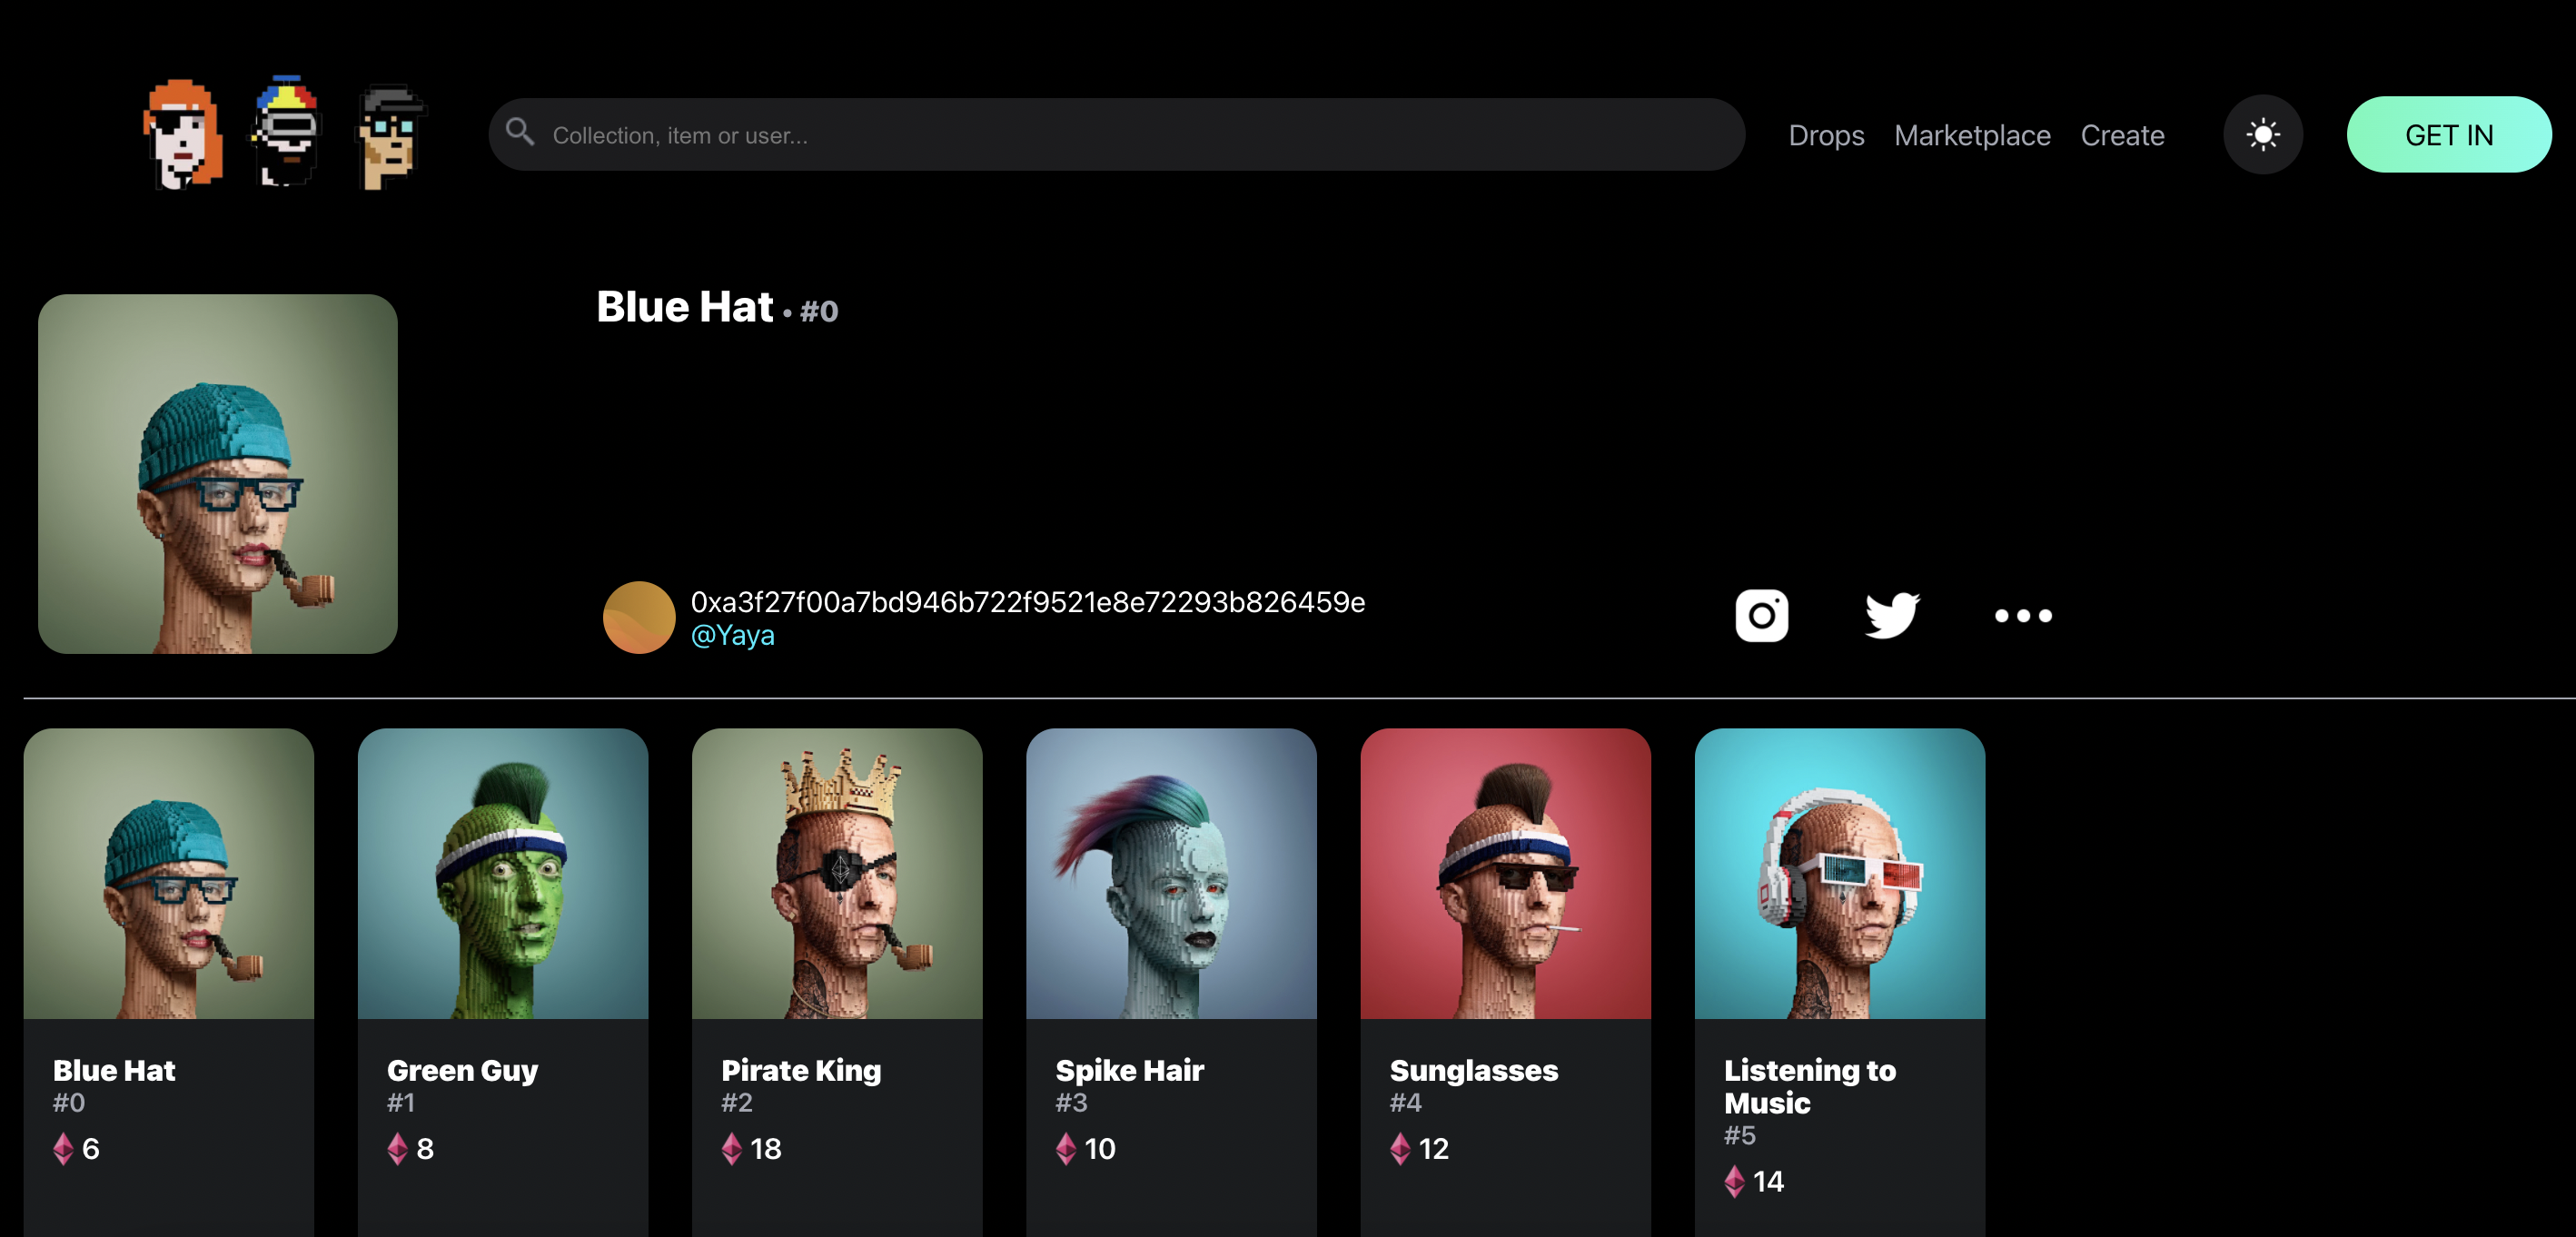 Collection, item or user...
Drops
Marketplace
Create
GET IN
Blue Hat • #0
0xa3f27f00a7bd946b722f9521e8e72293b826459e
@Yaya
Blue Hat
#0
6
Green Guy
#1
8
Pirate King
#2
18
Spike Hair
#3
10
Sunglasses
#4
12
Listening to
Music
#5
14